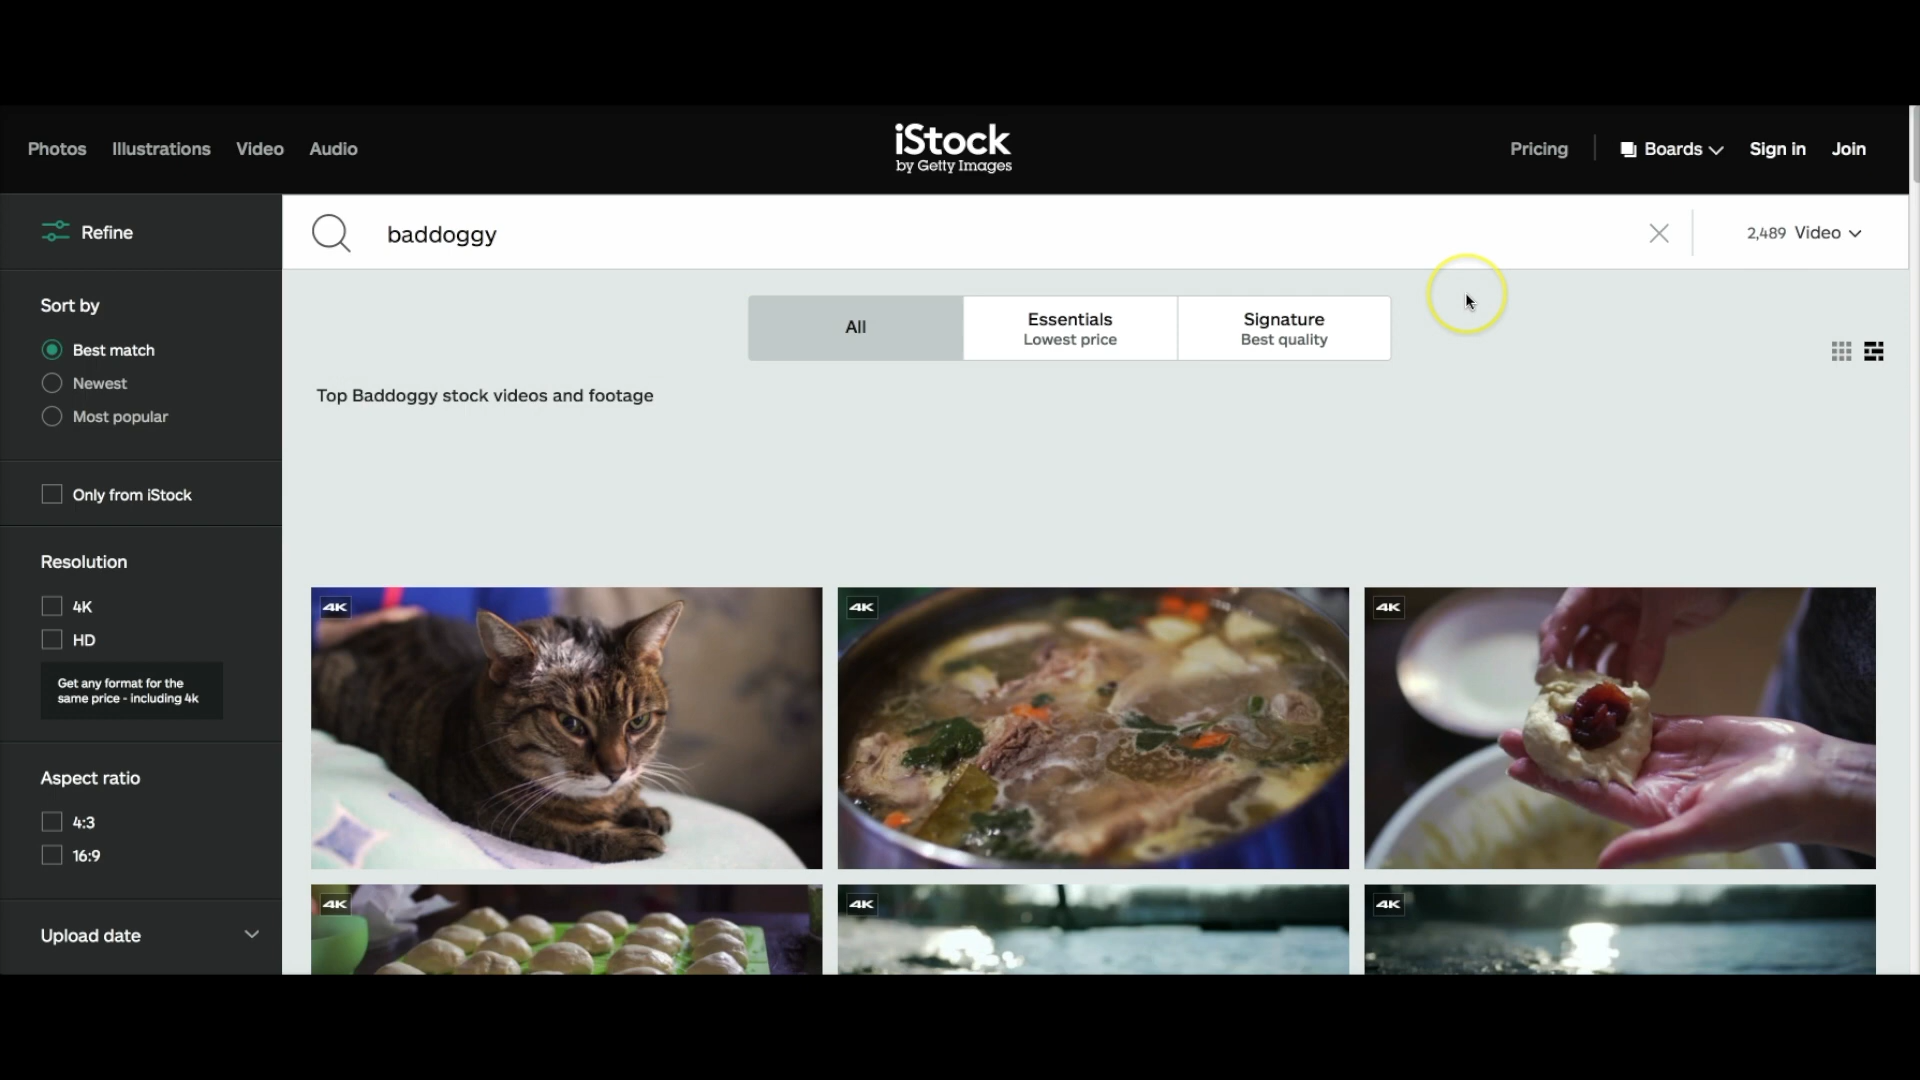 Photos Illustrations Video Audio
iStock
by Getty Images
Pricing Boards Sign in Join
Refine
baddoggy
2,489 Video
Sort by
Best match
Newest
Most popular
Only from iStock
Resolution
4K
HD
Get any format for the
same price - including 4k
Aspect ratio
4:3
16:9
Upload date
All
Essentials
Lowest price
Signature
Best quality
Top Baddoggy stock videos and footage
4K
4K
4K
4K
4K
4K